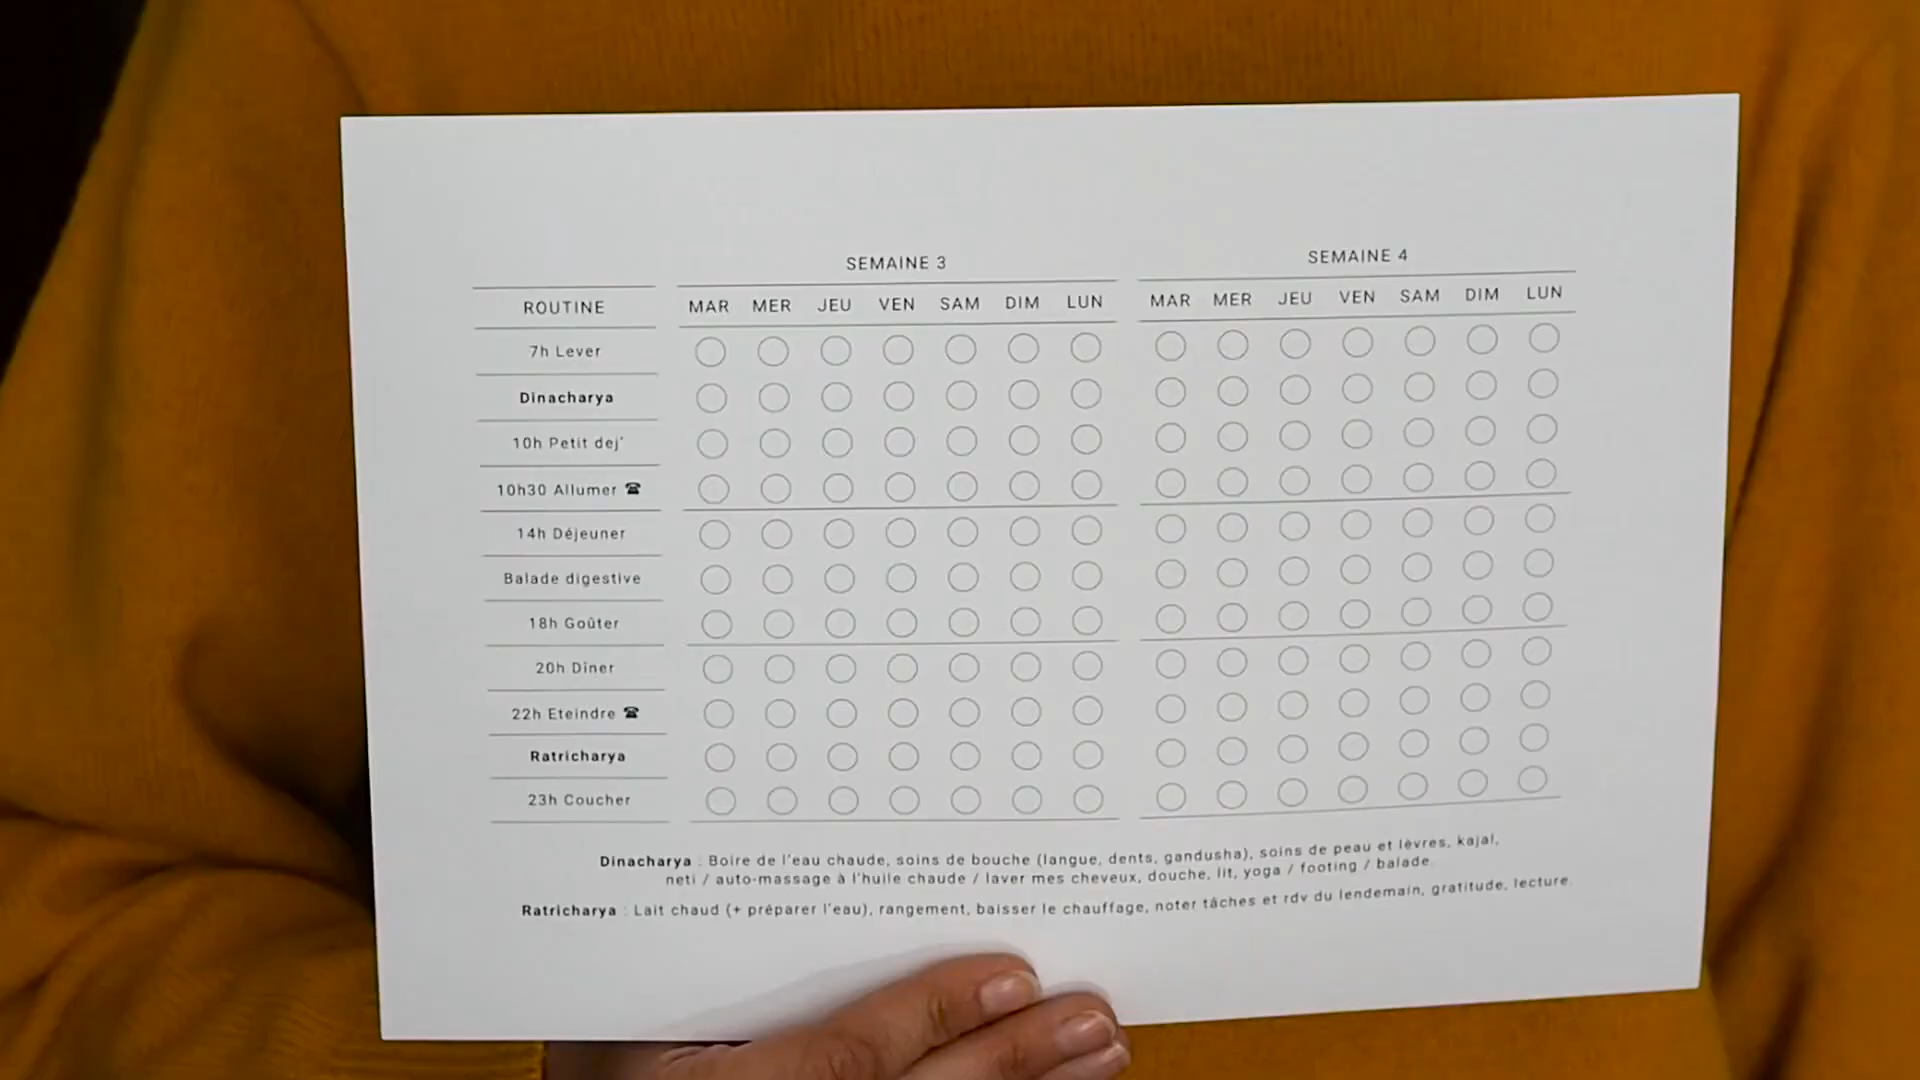 SEMAINE 3 SEMAINE 4
ROUTINE MAR MER JEU VEN SAM DIM LUN MAR MER JEU VEN SAM DIM LUN
7h Lever
Dinacharya
10h Petit dej'
10h30 Allumer ☎
14h Déjeuner
Balade digestive
18h Goûter
20h Dîner
22h Eteindre ☎
Ratricharya
23h Coucher
Dinacharya : Boire de l'eau chaude, soins de bouche (langue, dents, gandusha), soins de peau et lèvres, kajal,
neti / auto-massage à l'huile chaude / laver mes cheveux, douche, lit, yoga / footing / balade.
Ratricharya : Lait chaud (+ préparer l'eau), rangement, baisser le chauffage, noter tâches et rdv du lendemain, gratitude, lecture.